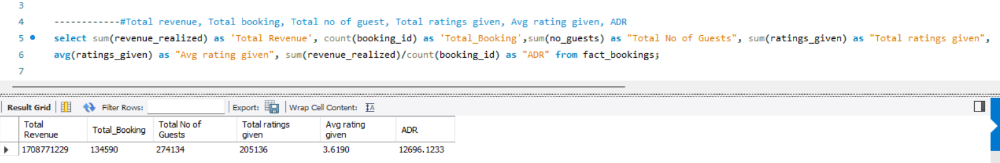 3
4 ------------#Total revenue, Total booking, Total no of guest, Total ratings given, Avg rating given, ADR
5 select sum(revenue_realized) as 'Total Revenue', count(booking_id) as 'Total_Booking',sum(no_guests) as "Total No of Guests", sum(ratings_given) as "Total ratings given",
6 avg(ratings_given) as "Avg rating given", sum(revenue_realized)/count(booking_id) as "ADR" from fact_bookings;
7
Result Grid Filter Rows: Export: Wrap Cell Content: IA
Total Revenue Total_Booking Total No of Guests Total ratings given Avg rating given ADR
1708771229 134590 274134 205136 3.6190 12696.1233